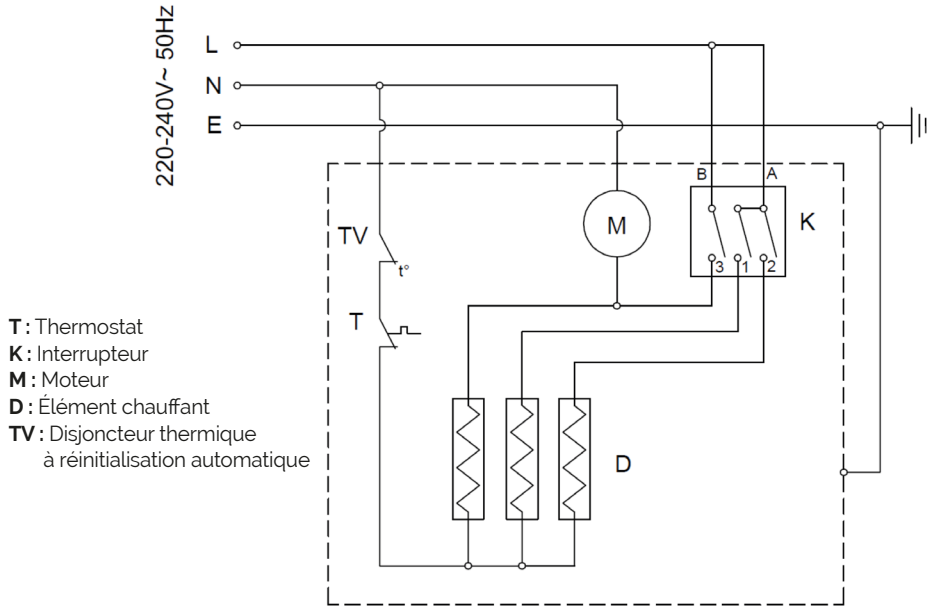 220-240V~ 50Hz
L
N
E
B
A
K
M
TV
t°
3
1
2
T
D
T : Thermostat
K : Interrupteur
M : Moteur
D : Élément chauffant
TV : Disjoncteur thermique
à réinitialisation automatique